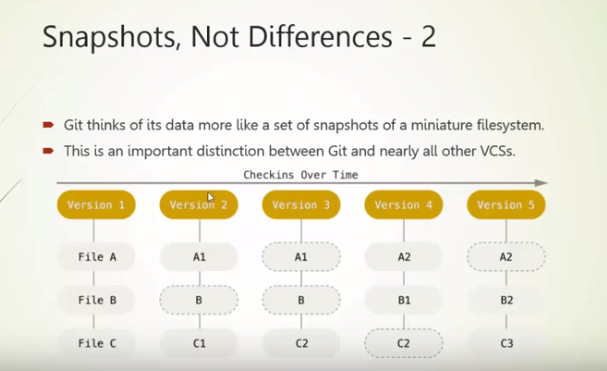 Snapshots, Not Differences - 2
Git thinks of its data more like a set of snapshots of a miniature filesystem.
This is an important distinction between Git and nearly all other VCSs.
Checkins Over Time
Version 1 Version 2 Version 3 Version 4 Version 5
File A A1 A1 A2 A2
File B B B B1 B2
File C C1 C2 C2 C3